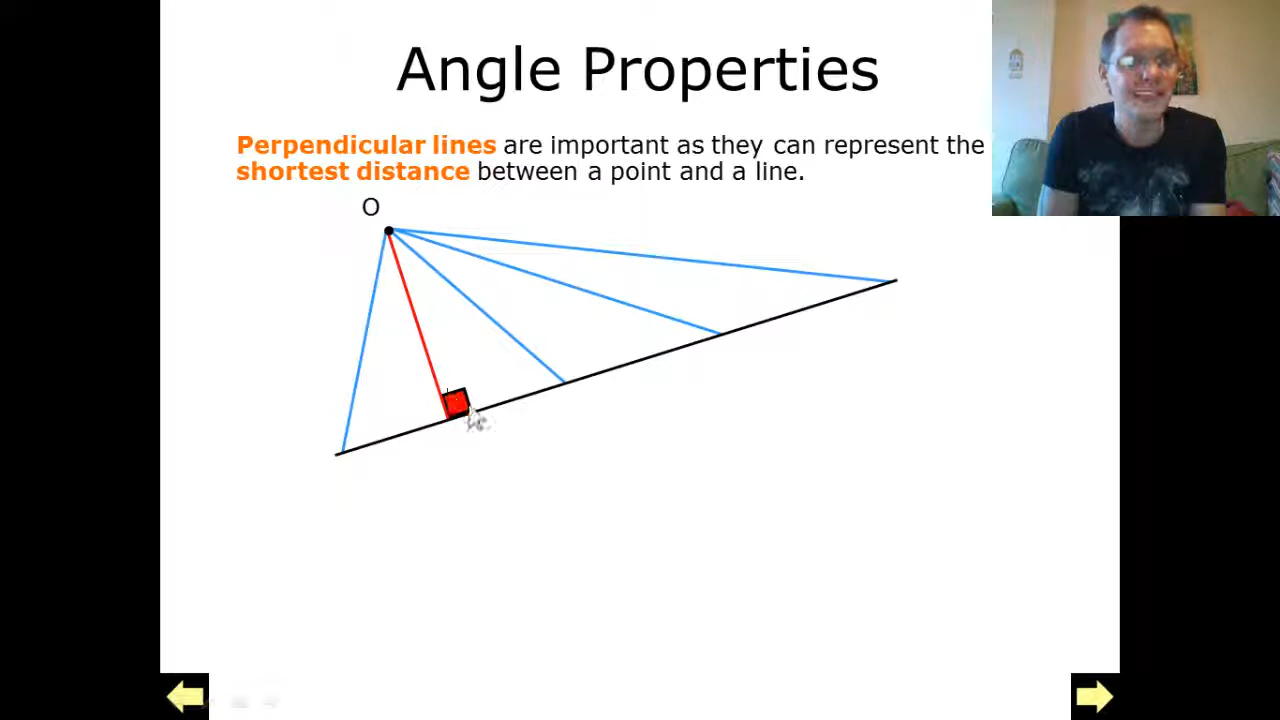 Angle Properties
Perpendicular lines are important as they can represent the
shortest distance between a point and a line.
O